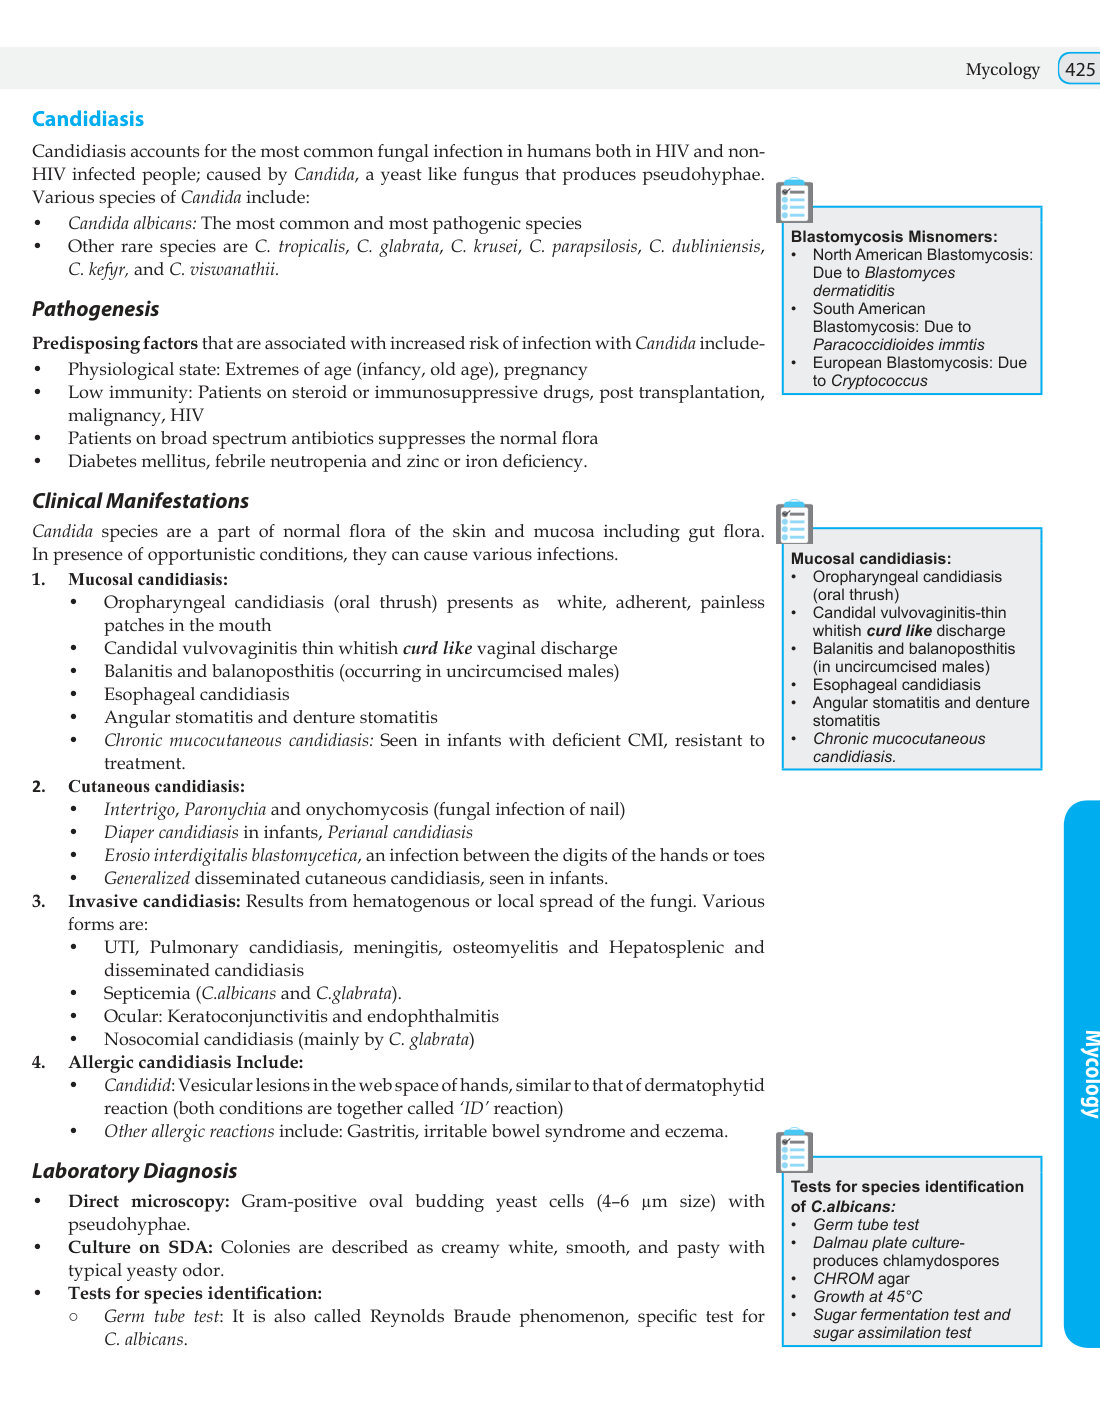 Mycology 425
Candidiasis
Candidiasis accounts for the most common fungal infection in humans both in HIV and non-
HIV infected people; caused by Candida, a yeast like fungus that produces pseudohyphae.
Various species of Candida include:
• Candida albicans: The most common and most pathogenic species
• Other rare species are C. tropicalis, C. glabrata, C. krusei, C. parapsilosis, C. dubliniensis,
C. kefyr, and C. viswanathii.
Pathogenesis
Predisposing factors that are associated with increased risk of infection with Candida include-
• Physiological state: Extremes of age (infancy, old age), pregnancy
• Low immunity: Patients on steroid or immunosuppressive drugs, post transplantation,
malignancy, HIV
• Patients on broad spectrum antibiotics suppresses the normal flora
• Diabetes mellitus, febrile neutropenia and zinc or iron deficiency.
Clinical Manifestations
Candida species are a part of normal flora of the skin and mucosa including gut flora.
In presence of opportunistic conditions, they can cause various infections.
1. Mucosal candidiasis:
• Oropharyngeal candidiasis (oral thrush) presents as white, adherent, painless
patches in the mouth
• Candidal vulvovaginitis thin whitish curd like vaginal discharge
• Balanitis and balanoposthitis (occurring in uncircumcised males)
• Esophageal candidiasis
• Angular stomatitis and denture stomatitis
• Chronic mucocutaneous candidiasis: Seen in infants with deficient CMI, resistant to
treatment.
2. Cutaneous candidiasis:
• Intertrigo, Paronychia and onychomycosis (fungal infection of nail)
• Diaper candidiasis in infants, Perianal candidiasis
• Erosio interdigitalis blastomycetica, an infection between the digits of the hands or toes
• Generalized disseminated cutaneous candidiasis, seen in infants.
3. Invasive candidiasis: Results from hematogenous or local spread of the fungi. Various
forms are:
• UTI, Pulmonary candidiasis, meningitis, osteomyelitis and Hepatosplenic and
disseminated candidiasis
• Septicemia (C.albicans and C.glabrata).
• Ocular: Keratoconjunctivitis and endophthalmitis
• Nosocomial candidiasis (mainly by C. glabrata)
4. Allergic candidiasis Include:
• Candidid: Vesicular lesions in the web space of hands, similar to that of dermatophytid
reaction (both conditions are together called ‘ID’ reaction)
• Other allergic reactions include: Gastritis, irritable bowel syndrome and eczema.
Laboratory Diagnosis
• Direct microscopy: Gram-positive oval budding yeast cells (4–6 µm size) with
pseudohyphae.
• Culture on SDA: Colonies are described as creamy white, smooth, and pasty with
typical yeasty odor.
• Tests for species identification:
○ Germ tube test: It is also called Reynolds Braude phenomenon, specific test for
C. albicans.
Blastomycosis Misnomers:
• North American Blastomycosis:
Due to Blastomyces
dermatiditis
• South American
Blastomycosis: Due to
Paracoccidioides immtis
• European Blastomycosis: Due
to Cryptococcus
Mucosal candidiasis:
• Oropharyngeal candidiasis
(oral thrush)
• Candidal vulvovaginitis-thin
whitish curd like discharge
• Balanitis and balanoposthitis
(in uncircumcised males)
• Esophageal candidiasis
• Angular stomatitis and denture
stomatitis
• Chronic mucocutaneous
candidiasis.
Mycology
Tests for species identification
of C.albicans:
• Germ tube test
• Dalmau plate culture-
produces chlamydospores
• CHROM agar
• Growth at 45°C
• Sugar fermentation test and
sugar assimilation test